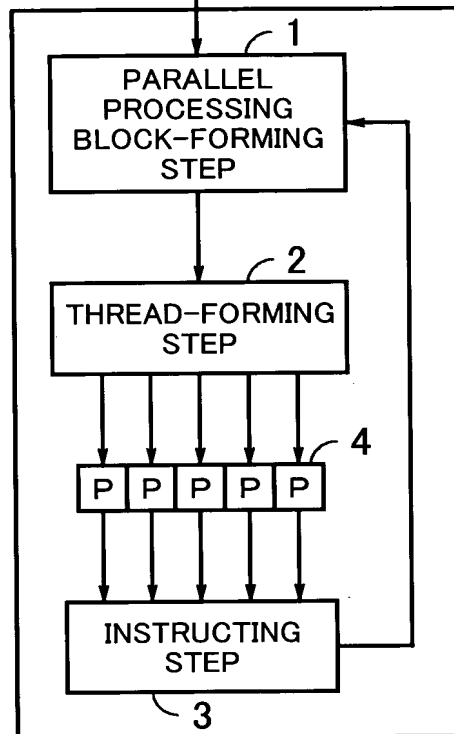 1
PARALLEL
PROCESSING
BLOCK-FORMING
STEP
2
THREAD-FORMING
STEP
4
P P P P P
INSTRUCTING
STEP
3